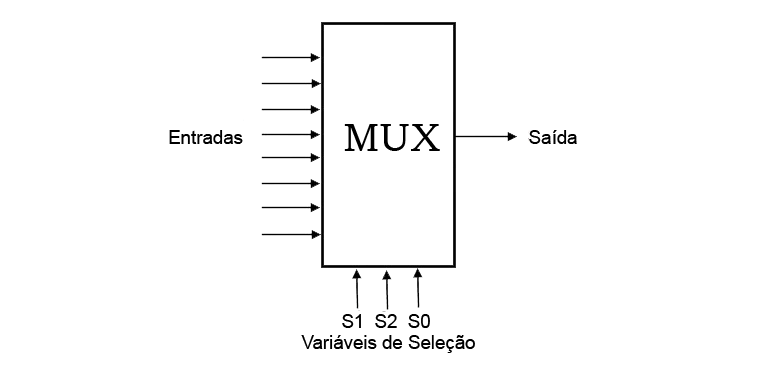 MUX
Entradas
Saída
S1 S2 S0
Variáveis de Seleção